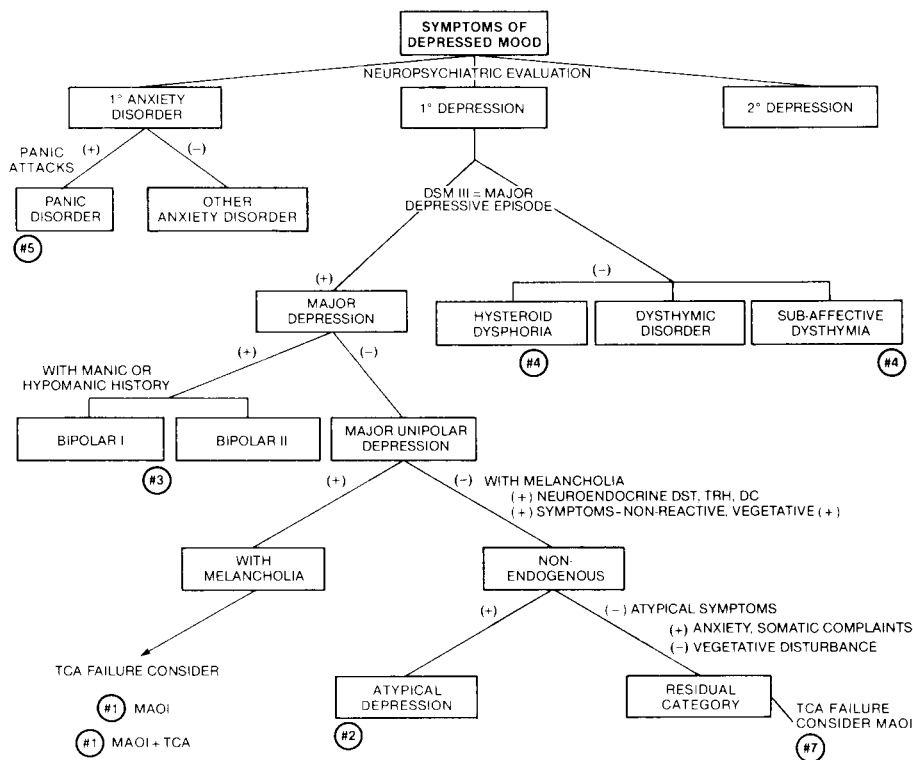 SYMPTOMS OF
DEPRESSED MOOD
NEUROPSYCHIATRIC EVALUATION
1° ANXIETY
DISORDER
1° DEPRESSION
2° DEPRESSION
PANIC
ATTACKS
(+)
(−)
PANIC
DISORDER
#5
OTHER
ANXIETY DISORDER
DSM III = MAJOR
DEPRESSIVE EPISODE
(+)
(−)
MAJOR
DEPRESSION
HYSTEROID
DYSPHORIA
#4
DYSTHYMIC
DISORDER
SUB-AFFECTIVE
DYSTHYMIA
#4
(+)
(−)
WITH MANIC OR
HYPOMANIC HISTORY
BIPOLAR I
#3
BIPOLAR II
MAJOR UNIPOLAR
DEPRESSION
(+)
(−) WITH MELANCHOLIA
(+) NEUROENDOCRINE DST, TRH, DC
(+) SYMPTOMS-NON-REACTIVE, VEGETATIVE (+)
WITH
MELANCHOLIA
NON-
ENDOGENOUS
(+)
(−) ATYPICAL SYMPTOMS
(+) ANXIETY, SOMATIC COMPLAINTS
(−) VEGETATIVE DISTURBANCE
TCA FAILURE CONSIDER
#1 MAOI
#1 MAOI + TCA
ATYPICAL
DEPRESSION
#2
RESIDUAL
CATEGORY
TCA FAILURE
CONSIDER MAOI
#7